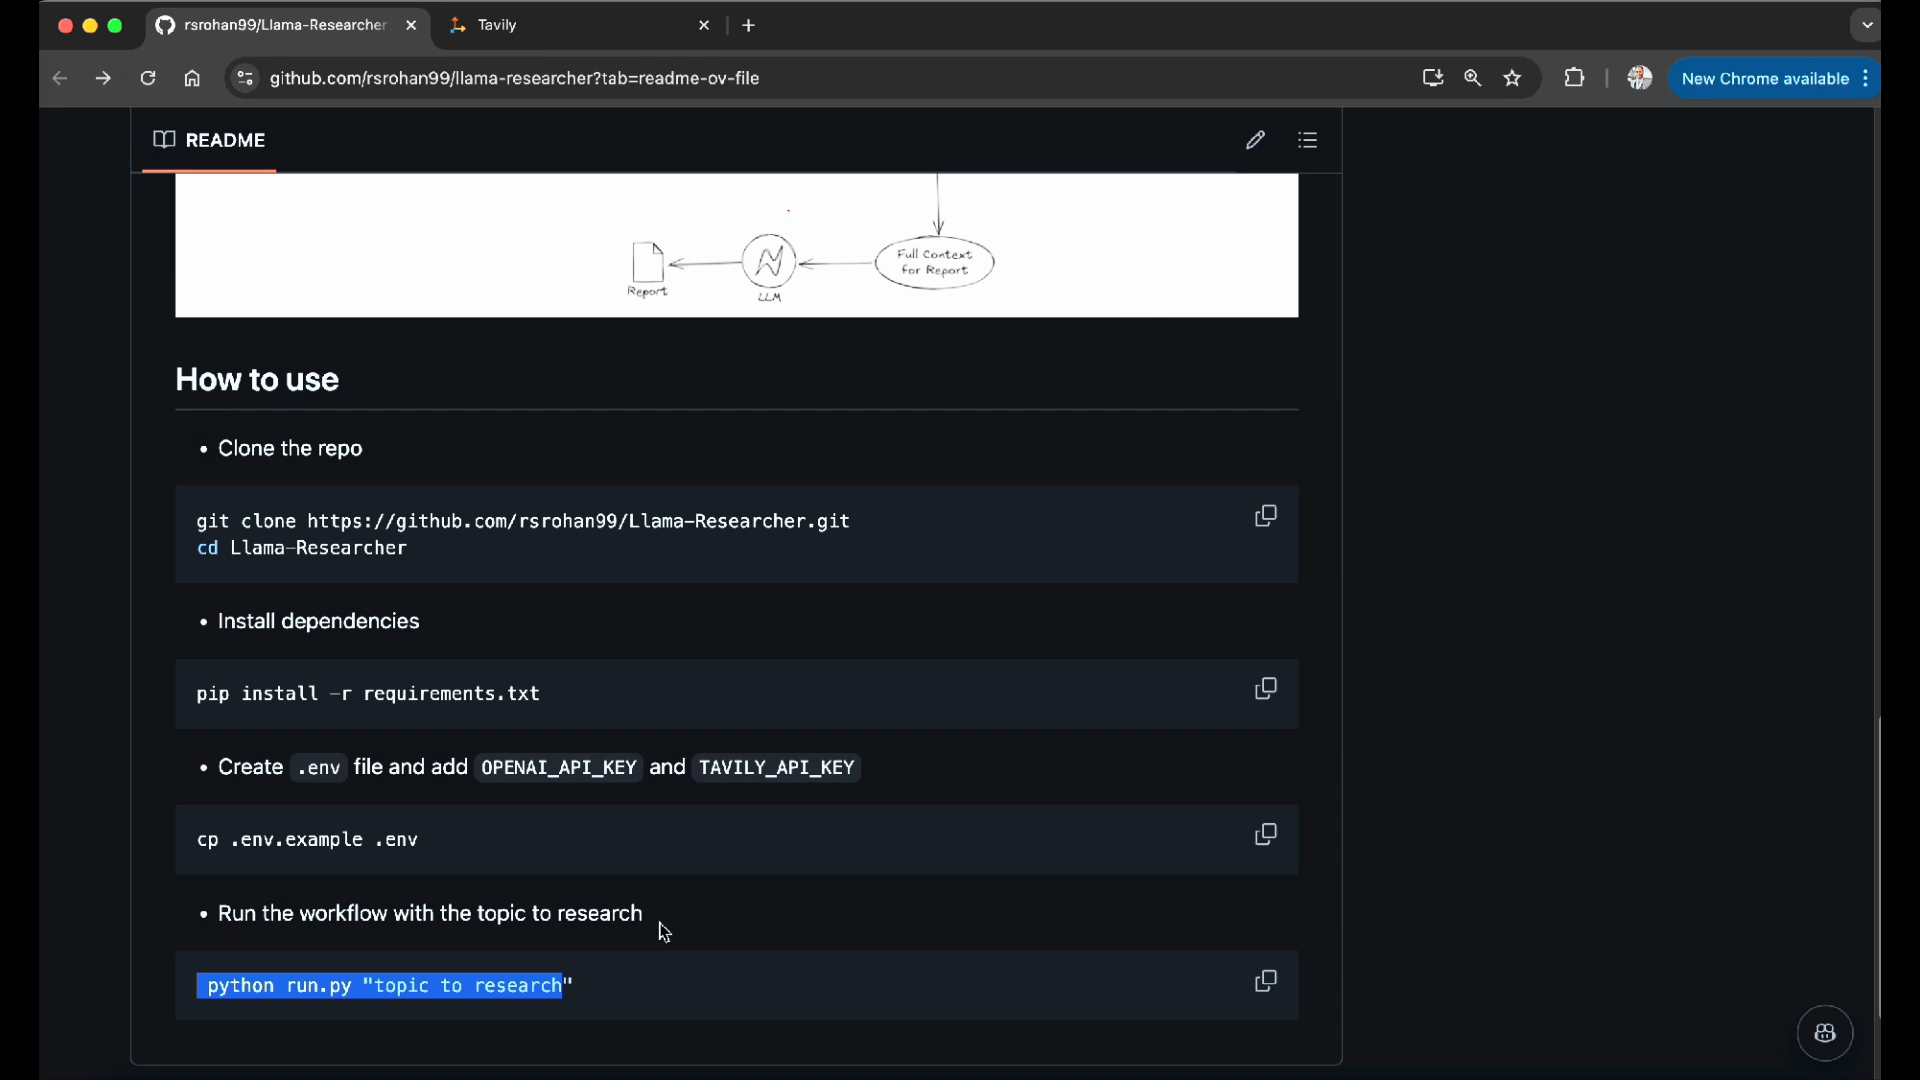 rsrohan99/Llama-Researcher
Tavily
github.com/rsrohan99/llama-researcher?tab=readme-ov-file
New Chrome available
README
Full Context
for Report
Report
LLM
How to use
• Clone the repo
git clone https://github.com/rsrohan99/Llama-Researcher.git
cd Llama-Researcher
• Install dependencies
pip install -r requirements.txt
• Create .env file and add OPENAI_API_KEY and TAVILY_API_KEY
cp .env.example .env
• Run the workflow with the topic to research
python run.py "topic to research"